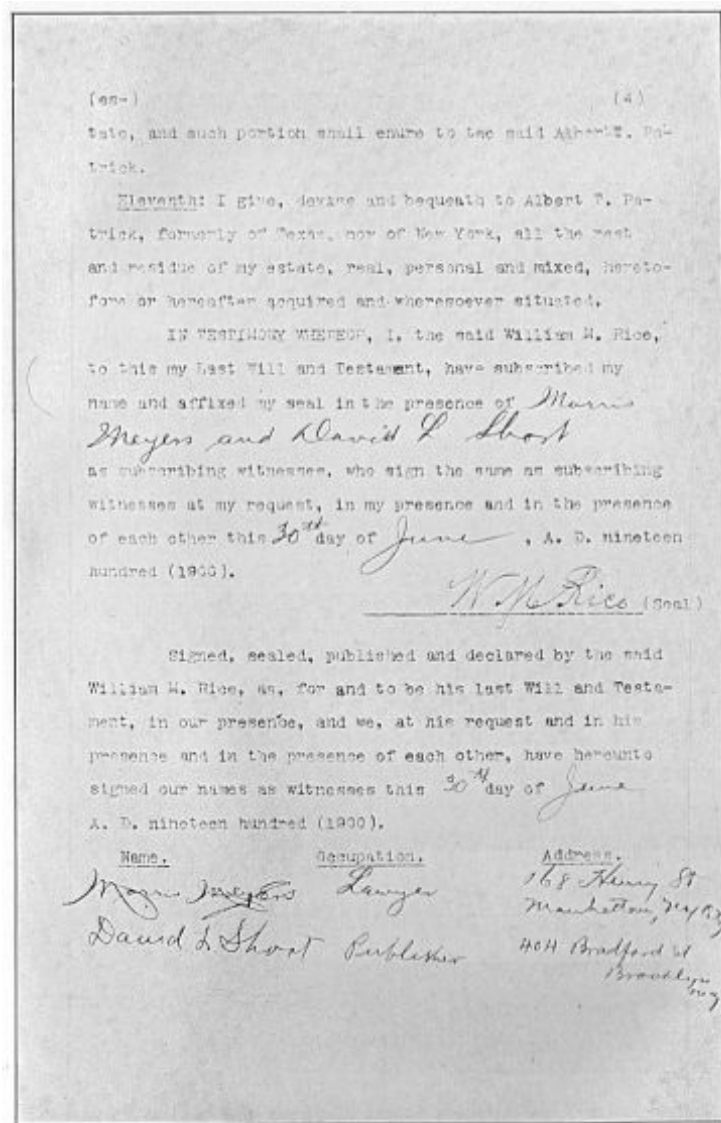 (es-) (4)
tate, and such portion shall enure to the said Albert T. Pa-
trick.
Eleventh: I give, devise and bequeath to Albert T. Pa-
trick, formerly of Texas, now of New York, all the rest
and residue of my estate, real, personal and mixed, hereto-
fore or hereafter acquired and wheresoever situated.
IN TESTIMONY WHEREOF, I, the said William M. Rice,
to this my Last Will and Testament, have subscribed my
name and affixed my seal in the presence of Morris
Meyers and David L. Short
as subscribing witnesses, who sign the same as subscribing
witnesses at my request, in my presence and in the presence
of each other this 30th day of June , A. D. nineteen
hundred (1900).
W. M. Rice (Seal)
Signed, sealed, published and declared by the said
William M. Rice, as, for and to be his last Will and Testa-
ment, in our presence, and we, at his request and in his
presence and in the presence of each other, have hereunto
signed our names as witnesses this 30th day of June
A. D. nineteen hundred (1900).
Name. Occupation. Address.
Morris Meyers Lawyer 168 Henry St
Manhattan, N.Y. City
David L. Short Publisher 404 Bradford St
Brooklyn
N.Y.